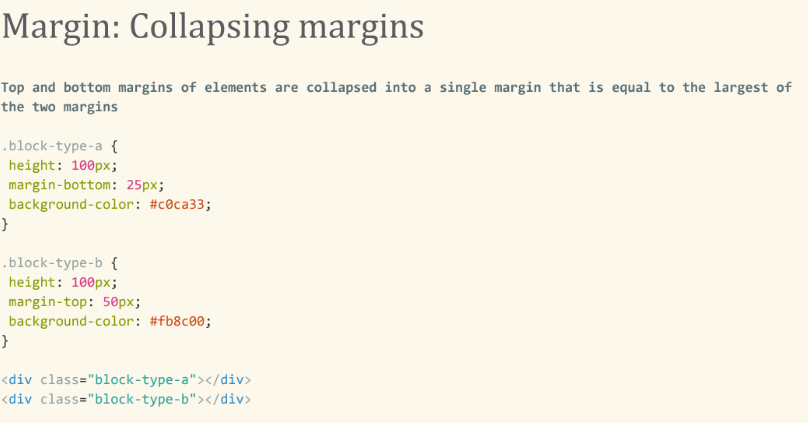 Margin: Collapsing margins
Top and bottom margins of elements are collapsed into a single margin that is equal to the largest of
the two margins
.block-type-a {
height: 100px;
margin-bottom: 25px;
background-color: #c0ca33;
}
.block-type-b {
height: 100px;
margin-top: 50px;
background-color: #fb8c00;
}
<div class="block-type-a"></div>
<div class="block-type-b"></div>